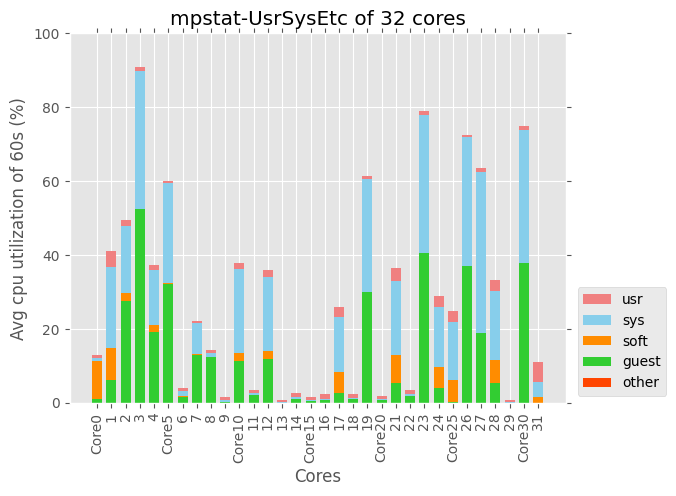 mpstat-UsrSysEtc of 32 cores
Avg cpu utilization of 60s (%)
100
80
60
40
20
0
Core0
1
2
3
4
Core5
6
7
8
9
Core10
11
12
13
14
Core15
16
17
18
19
Core20
21
22
23
24
Core25
26
27
28
29
Core30
31
Cores
usr
sys
soft
guest
other